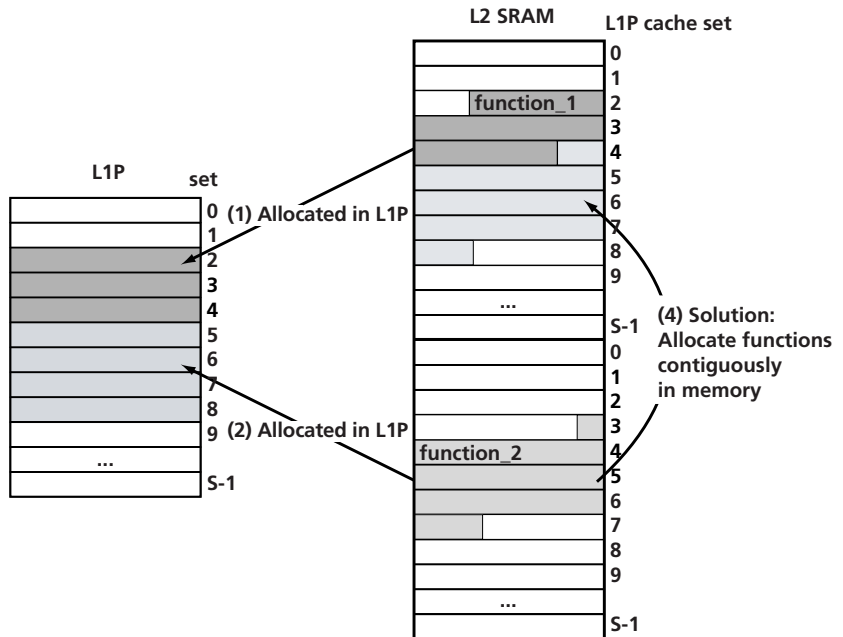 L2 SRAM
L1P cache set
0
1
function_1
2
3
4
5
6
7
8
9
...
S-1
0
1
2
3
function_2
4
5
6
7
8
9
...
S-1
L1P
set
0
1
2
3
4
5
6
7
8
9
...
S-1
(1) Allocated in L1P
(2) Allocated in L1P
(4) Solution:
Allocate functions
contiguously
in memory